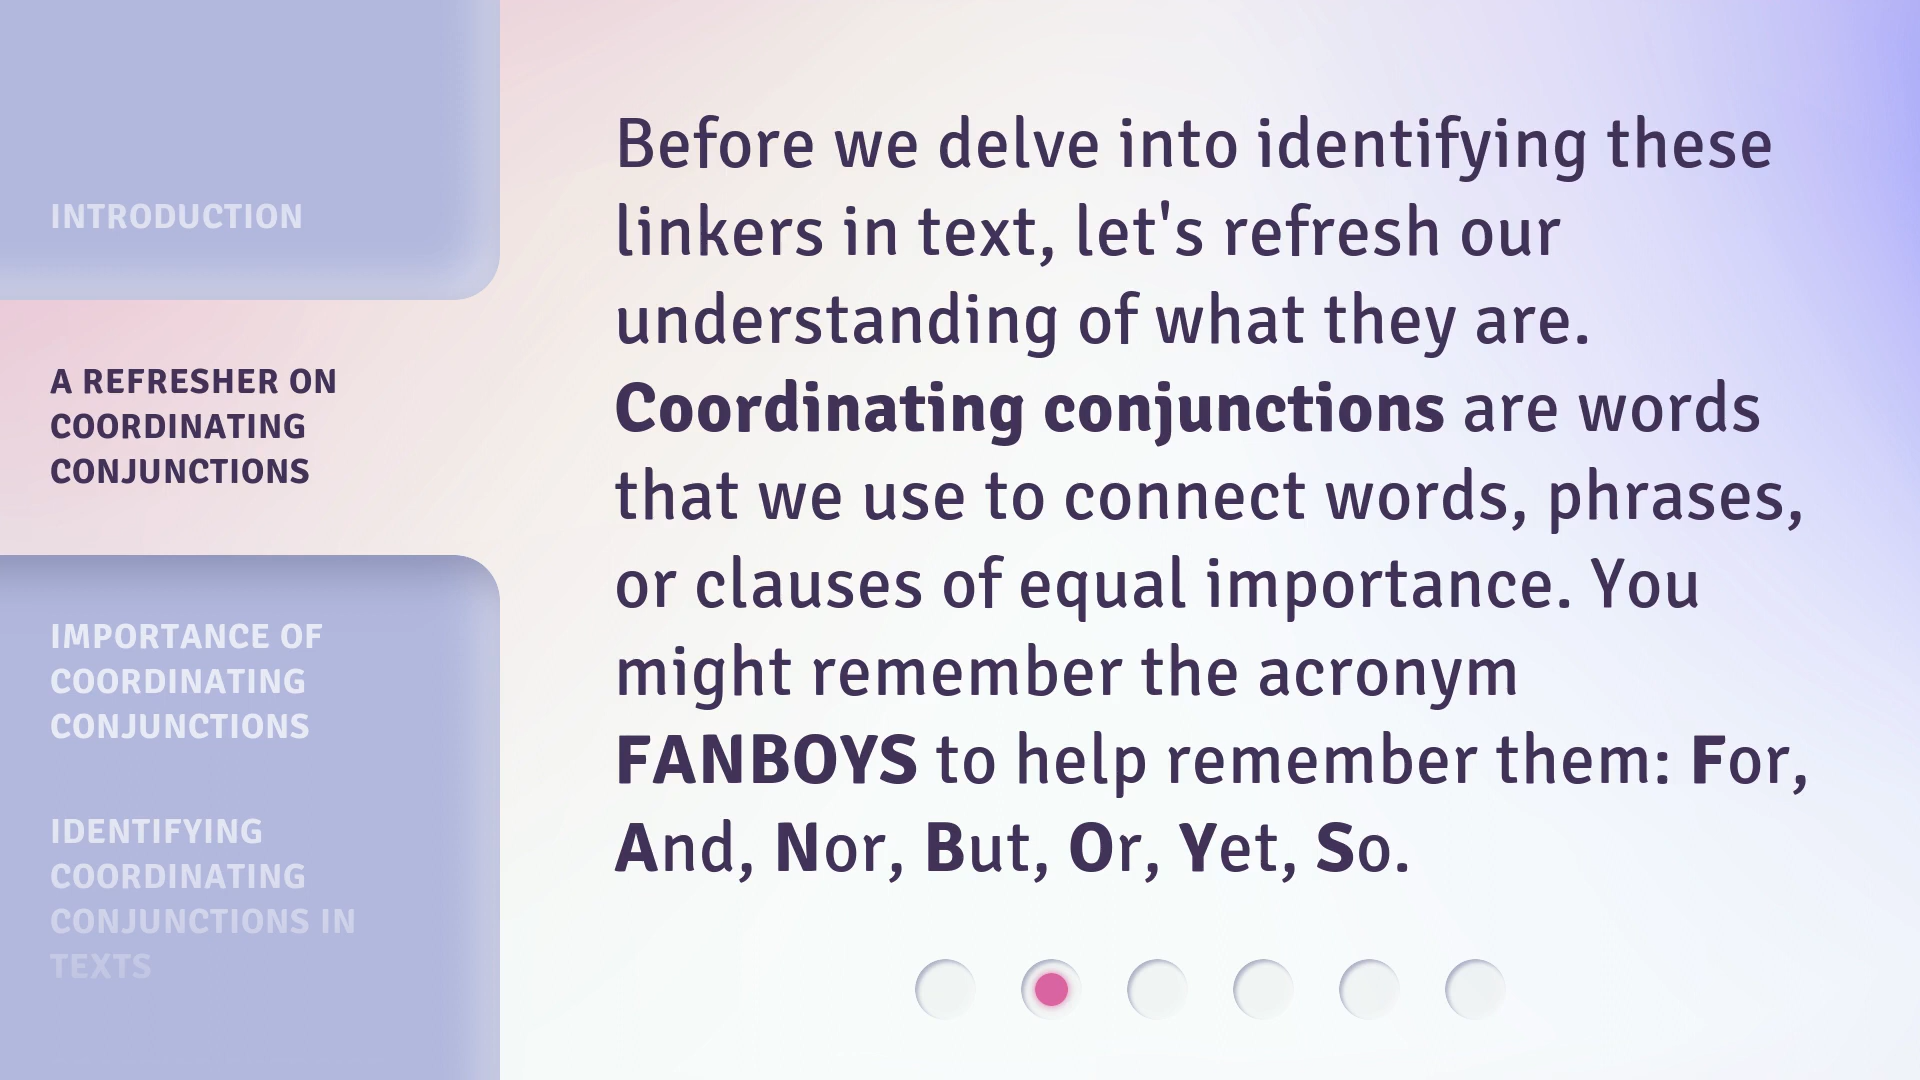 INTRODUCTION
A REFRESHER ON
COORDINATING
CONJUNCTIONS
IMPORTANCE OF
COORDINATING
CONJUNCTIONS
IDENTIFYING
COORDINATING
CONJUNCTIONS IN
TEXTS
Before we delve into identifying these
linkers in text, let's refresh our
understanding of what they are.
Coordinating conjunctions are words
that we use to connect words, phrases,
or clauses of equal importance. You
might remember the acronym
FANBOYS to help remember them: For,
And, Nor, But, Or, Yet, So.